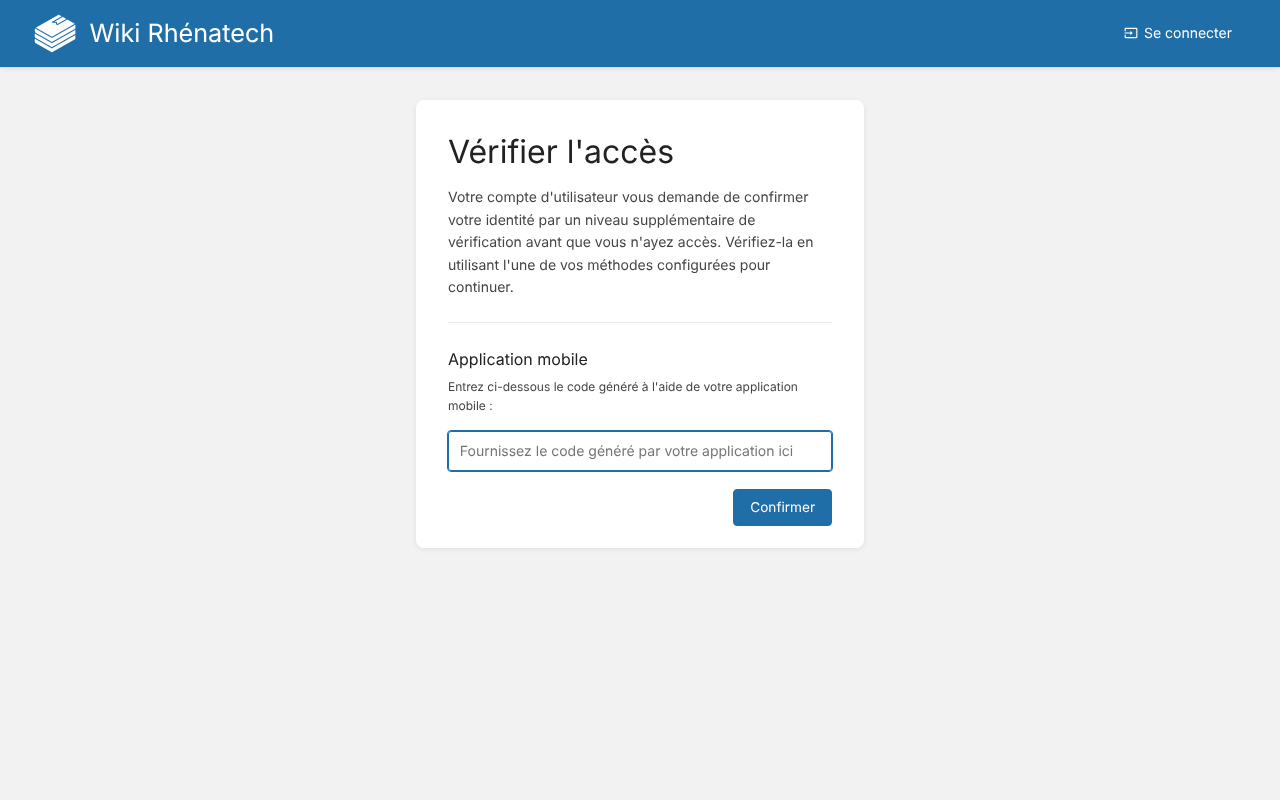 Wiki Rhénatech
Se connecter
Vérifier l'accès
Votre compte d'utilisateur vous demande de confirmer
votre identité par un niveau supplémentaire de
vérification avant que vous n'ayez accès. Vérifiez-la en
utilisant l'une de vos méthodes configurées pour
continuer.
Application mobile
Entrez ci-dessous le code généré à l'aide de votre application
mobile :
Fournissez le code généré par votre application ici
Confirmer